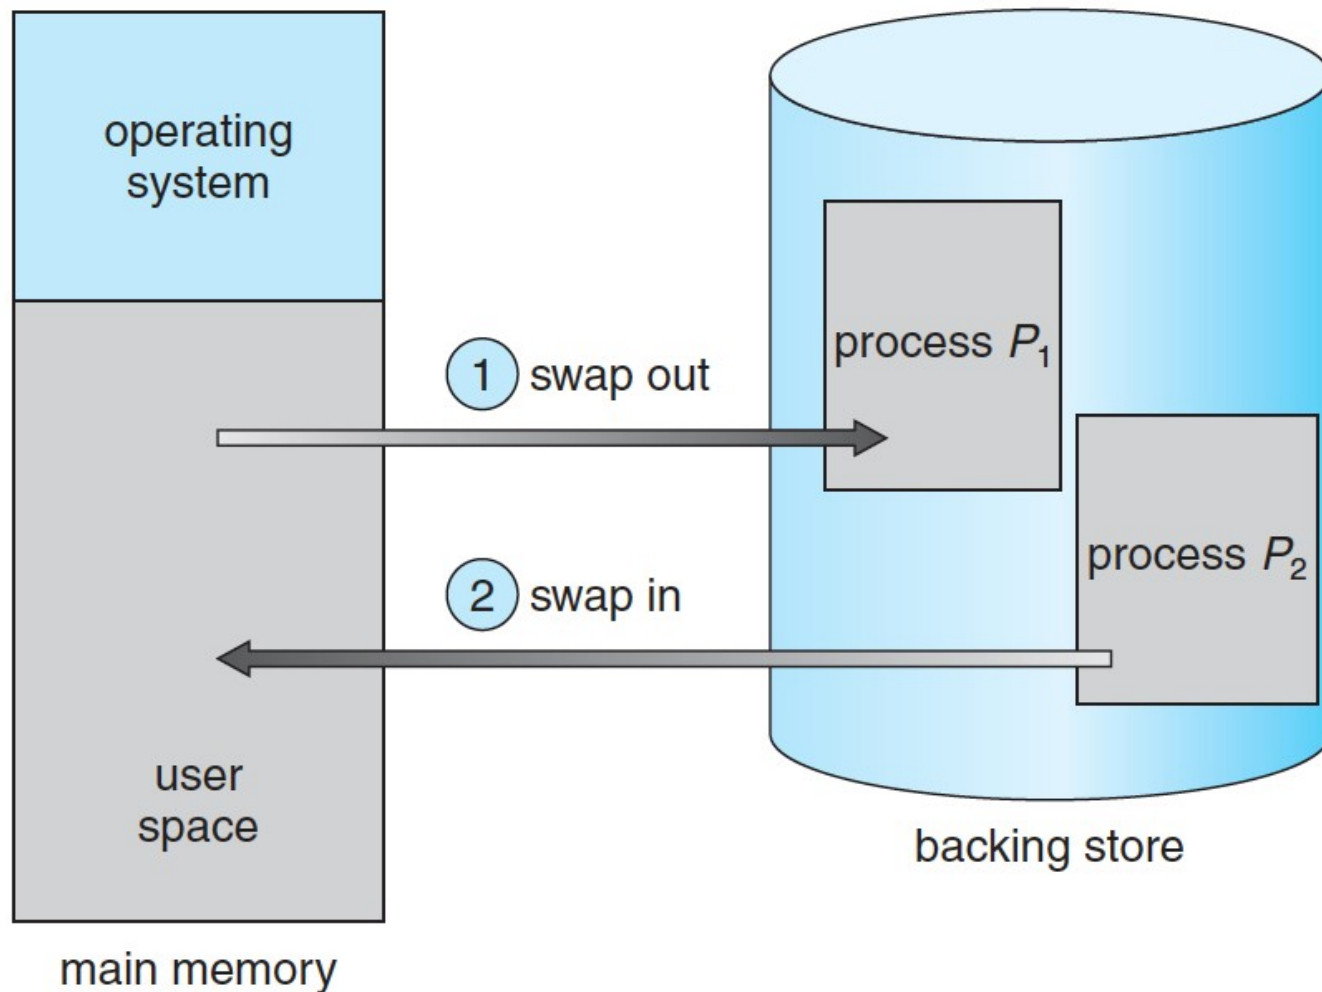 operating
system
process P₁
1 swap out
process P₂
2 swap in
user
space
backing store
main memory